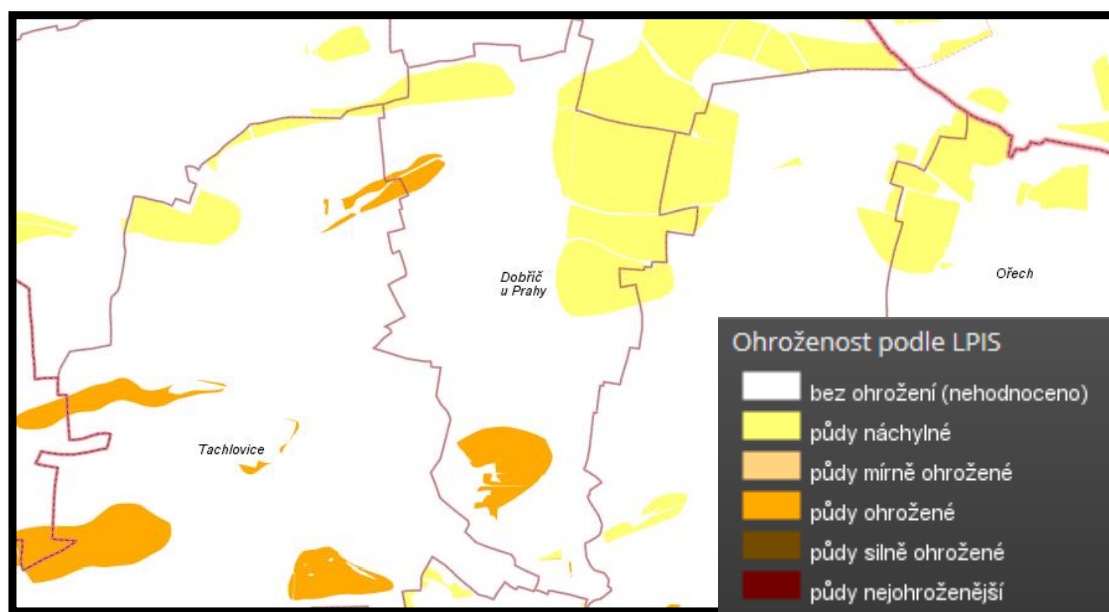 Dobříč
u Prahy
Ořech
Tachlovice
Ohroženost podle LPIS
bez ohrožení (nehodnoceno)
půdy náchylné
půdy mírně ohrožené
půdy ohrožené
půdy silně ohrožené
půdy nejohroženější